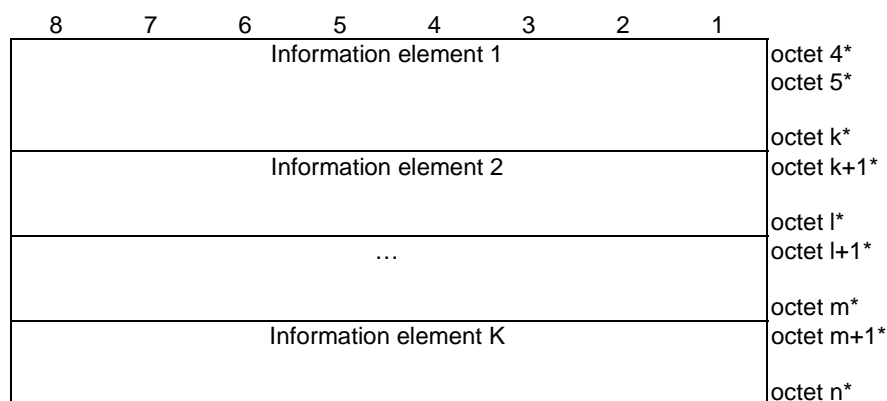 8 7 6 5 4 3 2 1
Information element 1 octet 4*
octet 5*
octet k*
Information element 2 octet k+1*
octet l*
… octet l+1*
octet m*
Information element K octet m+1*
octet n*